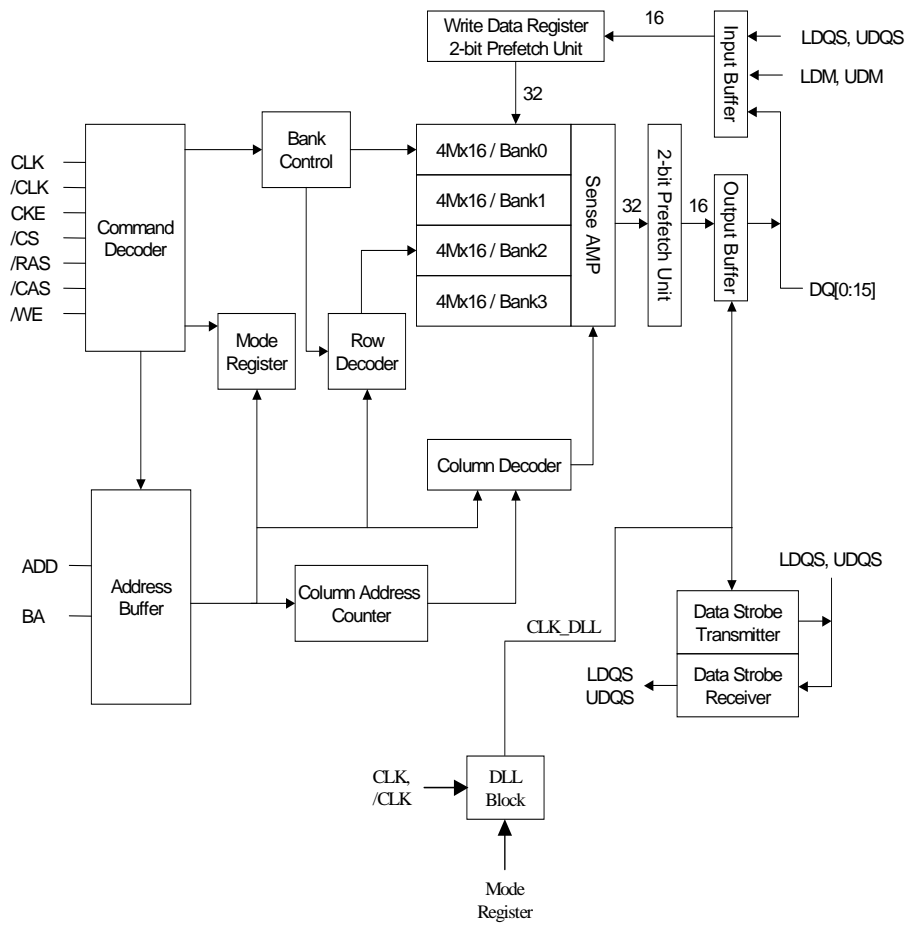 Write Data Register
2-bit Prefetch Unit
16
Input Buffer
LDQS, UDQS
LDM, UDM
32
Bank
Control
4Mx16 / Bank0
4Mx16 / Bank1
4Mx16 / Bank2
4Mx16 / Bank3
Sense AMP
32
2-bit Prefetch Unit
16
Output Buffer
DQ[0:15]
CLK
/CLK
CKE
/CS
/RAS
/CAS
/WE
Command
Decoder
Mode
Register
Row
Decoder
Column Decoder
ADD
BA
Address
Buffer
Column Address
Counter
CLK_DLL
LDQS, UDQS
Data Strobe
Transmitter
Data Strobe
Receiver
LDQS
UDQS
CLK,
/CLK
DLL
Block
Mode
Register